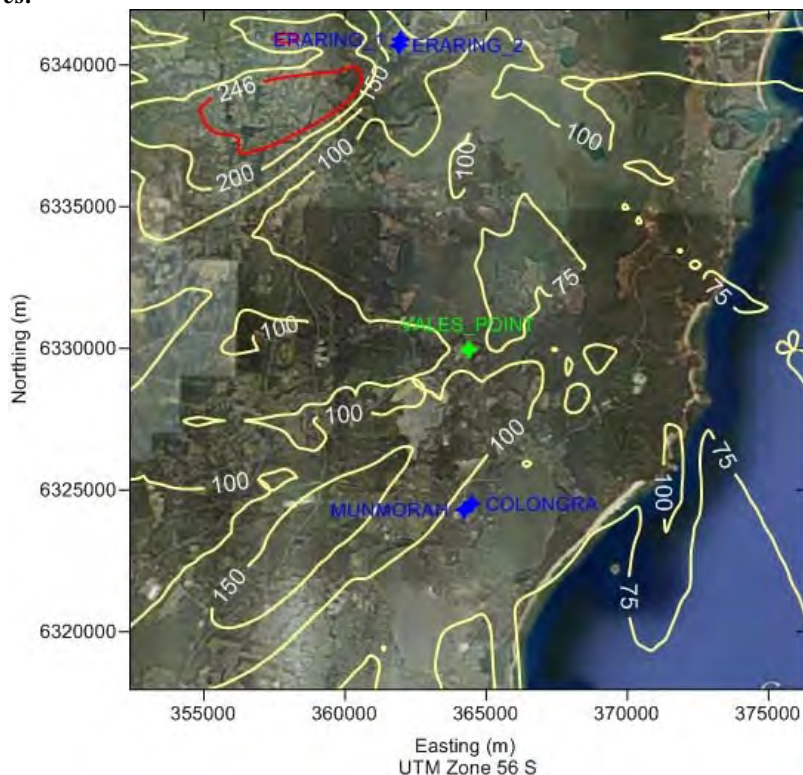 es.
ERARING_1
ERARING_2
6340000
246
150
100
100
100
200
6335000
75
75
100
VALES_POINT
6330000
100
100
75
100
100
6325000
MUNMORAH
COLONGRA
150
75
6320000
355000
360000
365000
370000
375000
Northing (m)
Easting (m)
UTM Zone 56 S